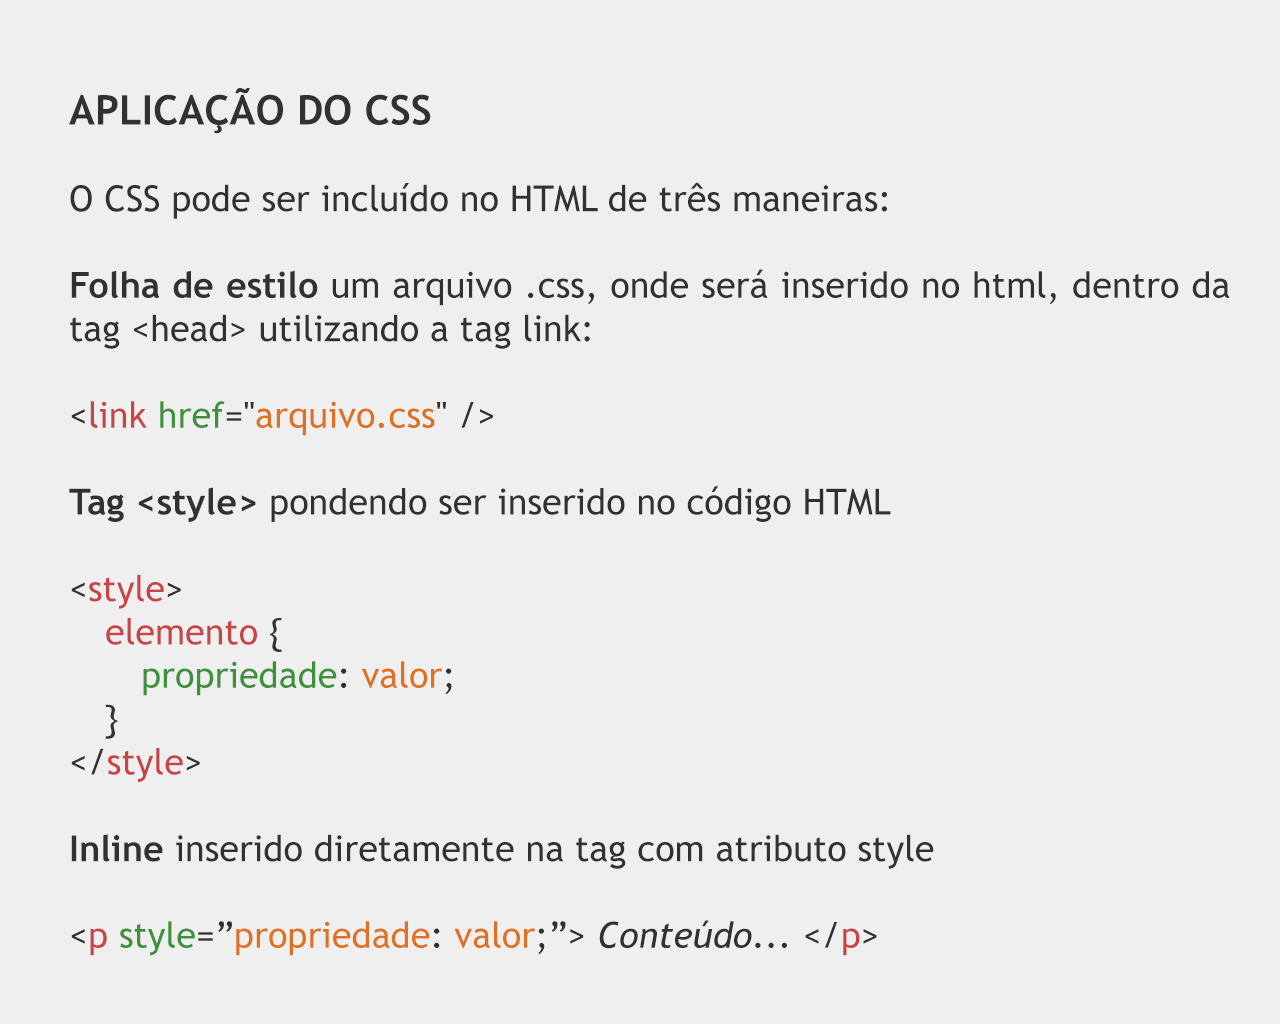 APLICAÇÃO DO CSS
O CSS pode ser incluído no HTML de três maneiras:
Folha de estilo um arquivo .css, onde será inserido no html, dentro da
tag <head> utilizando a tag link:
<link href="arquivo.css" />
Tag <style> pondendo ser inserido no código HTML
<style>
elemento {
propriedade: valor;
}
</style>
Inline inserido diretamente na tag com atributo style
<p style=”propriedade: valor;”> Conteúdo... </p>